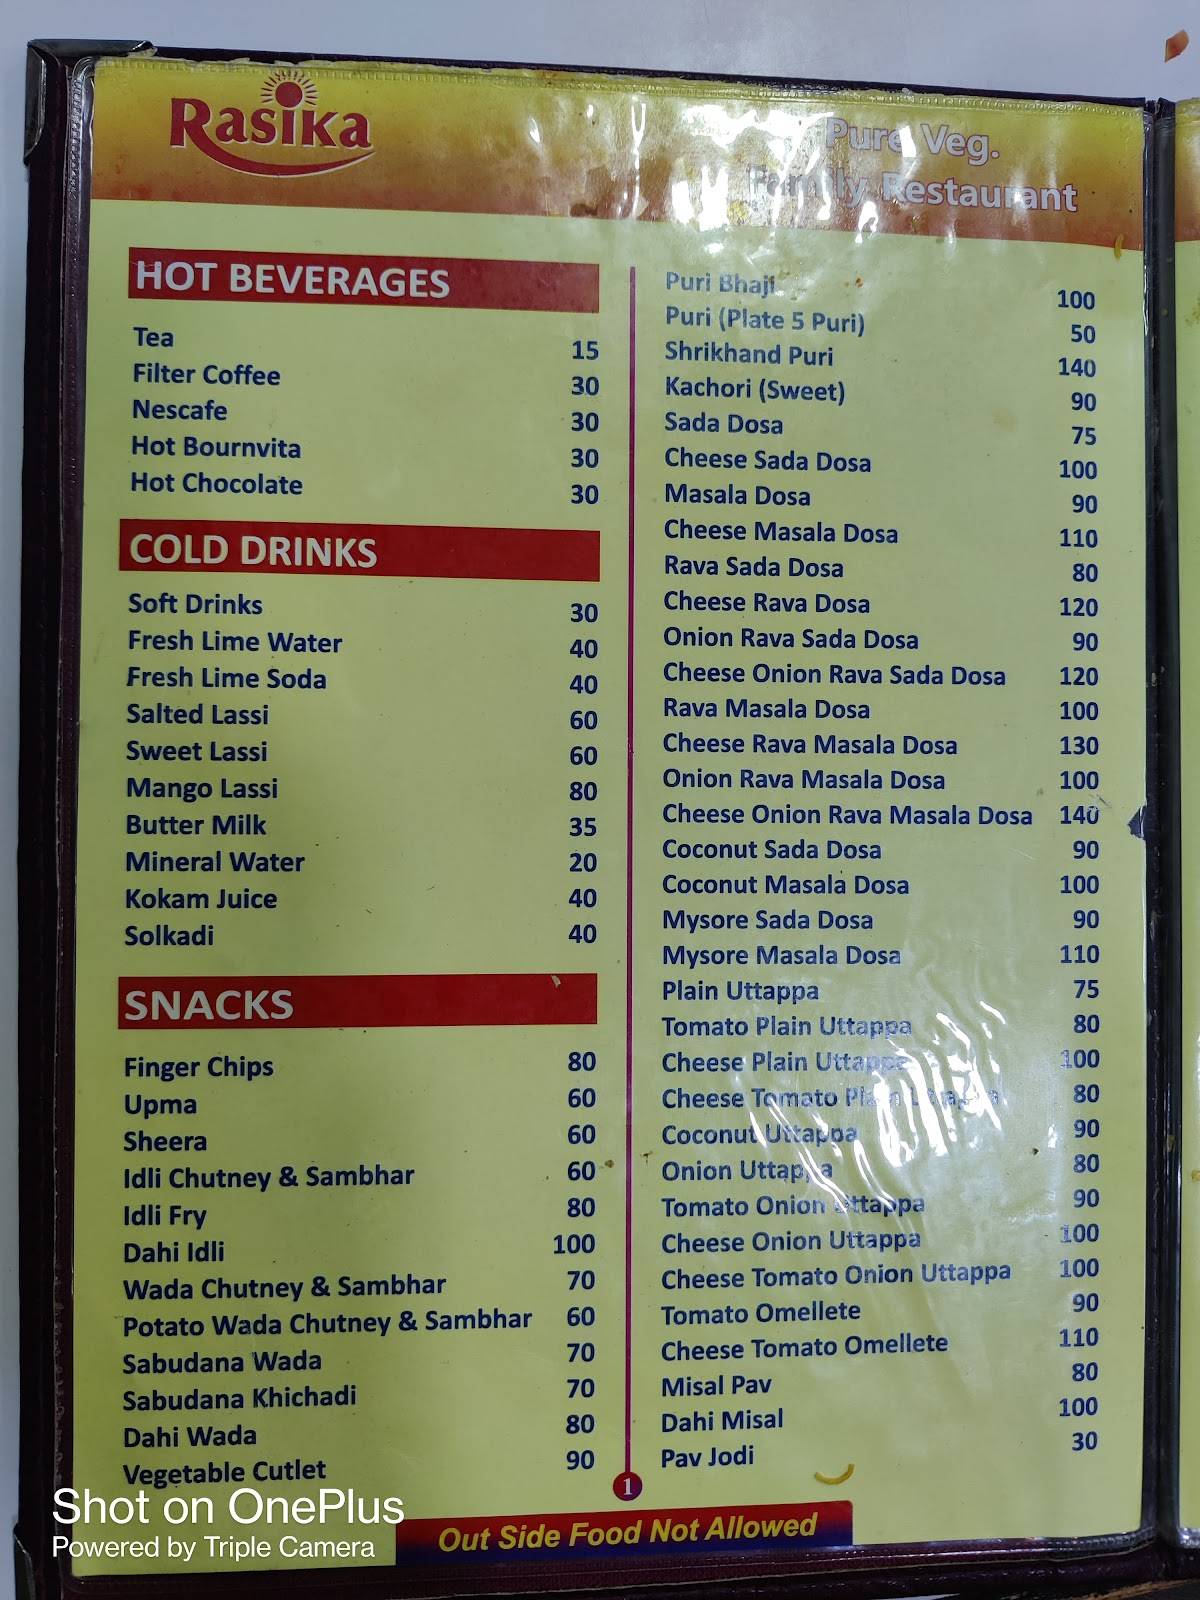 Rasika
Pure Veg.
Family Restaurant
HOT BEVERAGES
Tea 15
Filter Coffee 30
Nescafe 30
Hot Bournvita 30
Hot Chocolate 30
COLD DRINKS
Soft Drinks 30
Fresh Lime Water 40
Fresh Lime Soda 40
Salted Lassi 60
Sweet Lassi 60
Mango Lassi 80
Butter Milk 35
Mineral Water 20
Kokam Juice 40
Solkadi 40
SNACKS
Finger Chips 80
Upma 60
Sheera 60
Idli Chutney & Sambhar 60
Idli Fry 80
Dahi Idli 100
Wada Chutney & Sambhar 70
Potato Wada Chutney & Sambhar 60
Sabudana Wada 70
Sabudana Khichadi 70
Dahi Wada 80
Vegetable Cutlet 90
Puri Bhaji 100
Puri (Plate 5 Puri) 50
Shrikhand Puri 140
Kachori (Sweet) 90
Sada Dosa 75
Cheese Sada Dosa 100
Masala Dosa 90
Cheese Masala Dosa 110
Rava Sada Dosa 80
Cheese Rava Dosa 120
Onion Rava Sada Dosa 90
Cheese Onion Rava Sada Dosa 120
Rava Masala Dosa 100
Cheese Rava Masala Dosa 130
Onion Rava Masala Dosa 100
Cheese Onion Rava Masala Dosa 140
Coconut Sada Dosa 90
Coconut Masala Dosa 100
Mysore Sada Dosa 90
Mysore Masala Dosa 110
Plain Uttappa 75
Tomato Plain Uttappa 80
Cheese Plain Uttappa 100
Cheese Tomato Plain Uttappa 80
Coconut Uttappa 90
Onion Uttappa 80
Tomato Onion Uttappa 90
Cheese Onion Uttappa 100
Cheese Tomato Onion Uttappa 100
Tomato Omellete 90
Cheese Tomato Omellete 110
Misal Pav 80
Dahi Misal 100
Pav Jodi 30
1
Out Side Food Not Allowed
Shot on OnePlus
Powered by Triple Camera